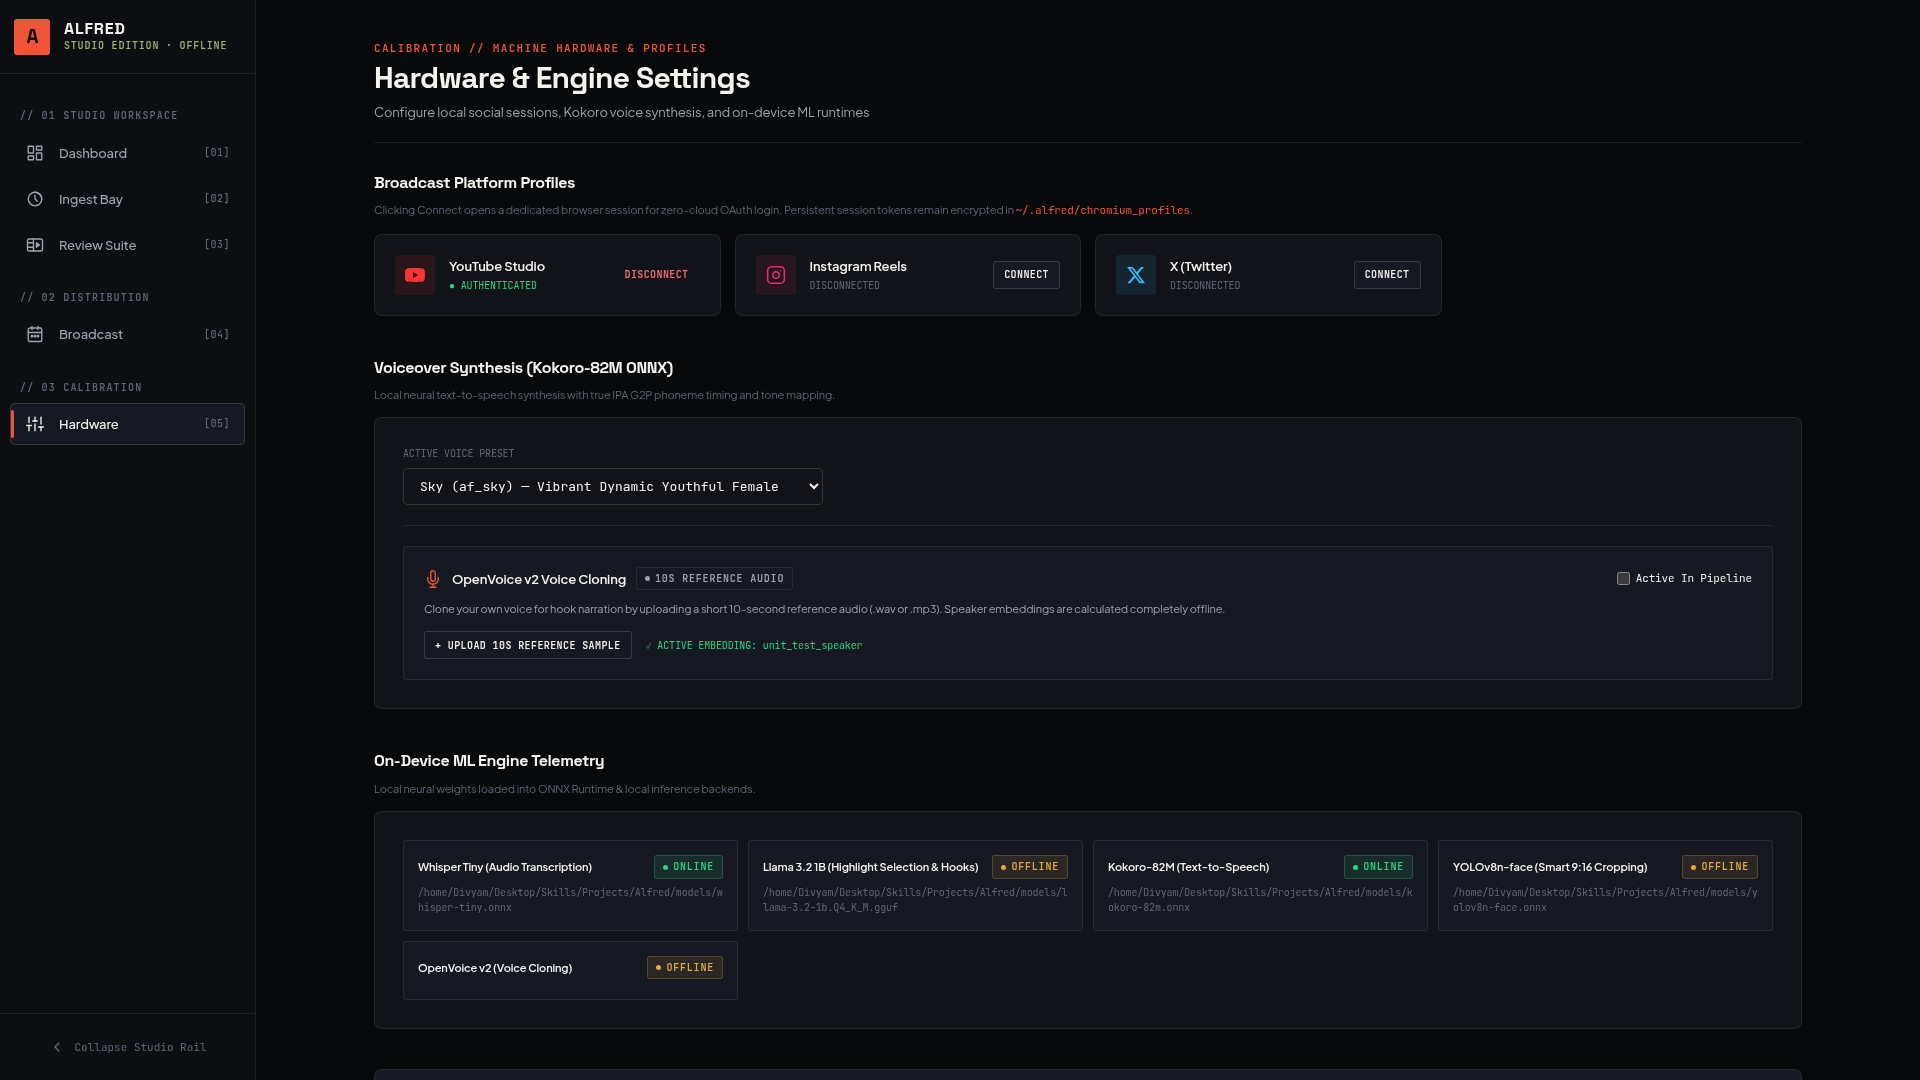 A
ALFRED
STUDIO EDITION · OFFLINE
// 01 STUDIO WORKSPACE
Dashboard [01]
Ingest Bay [02]
Review Suite [03]
// 02 DISTRIBUTION
Broadcast [04]
// 03 CALIBRATION
Hardware [05]
Collapse Studio Rail
CALIBRATION // MACHINE HARDWARE & PROFILES
Hardware & Engine Settings
Configure local social sessions, Kokoro voice synthesis, and on-device ML runtimes
Broadcast Platform Profiles
Clicking Connect opens a dedicated browser session for zero-cloud OAuth login. Persistent session tokens remain encrypted in ~/.alfred/chromium_profiles.
YouTube Studio
● AUTHENTICATED
DISCONNECT
Instagram Reels
DISCONNECTED
CONNECT
X (Twitter)
DISCONNECTED
CONNECT
Voiceover Synthesis (Kokoro-82M ONNX)
Local neural text-to-speech synthesis with true IPA G2P phoneme timing and tone mapping.
ACTIVE VOICE PRESET
Sky (af_sky) — Vibrant Dynamic Youthful Female
OpenVoice v2 Voice Cloning
● 10S REFERENCE AUDIO
Active In Pipeline
Clone your own voice for hook narration by uploading a short 10-second reference audio (.wav or .mp3). Speaker embeddings are calculated completely offline.
+ UPLOAD 10S REFERENCE SAMPLE
✓ ACTIVE EMBEDDING: unit_test_speaker
On-Device ML Engine Telemetry
Local neural weights loaded into ONNX Runtime & local inference backends.
Whisper Tiny (Audio Transcription)
● ONLINE
/home/Divyam/Desktop/Skills/Projects/Alfred/models/w
hisper-tiny.onnx
Llama 3.2 1B (Highlight Selection & Hooks)
● OFFLINE
/home/Divyam/Desktop/Skills/Projects/Alfred/models/l
lama-3.2-1b.Q4_K_M.gguf
Kokoro-82M (Text-to-Speech)
● ONLINE
/home/Divyam/Desktop/Skills/Projects/Alfred/models/k
okoro-82m.onnx
YOLOv8n-face (Smart 9:16 Cropping)
● OFFLINE
/home/Divyam/Desktop/Skills/Projects/Alfred/models/y
olov8n-face.onnx
OpenVoice v2 (Voice Cloning)
● OFFLINE